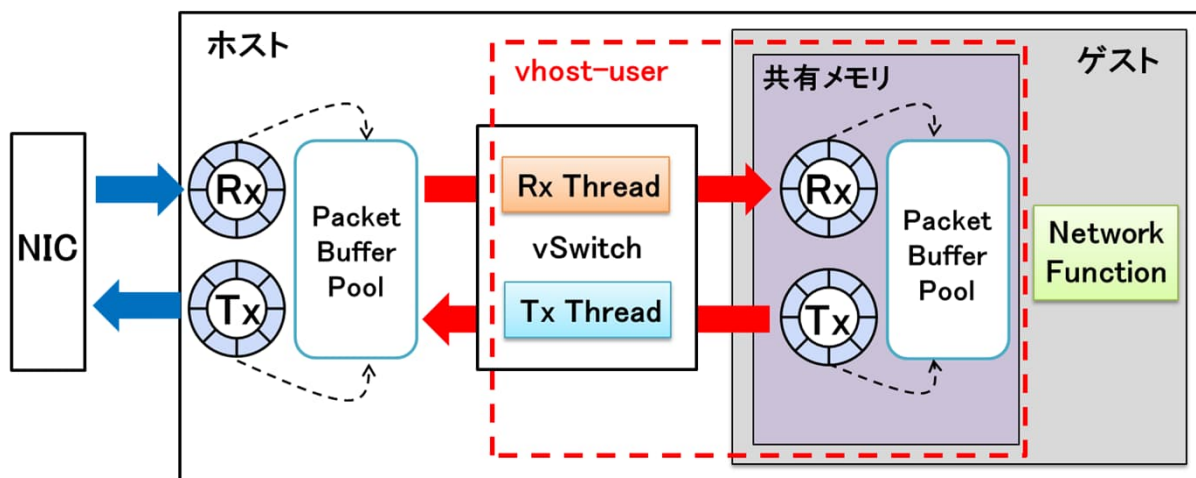 ホスト
ゲスト
vhost-user
共有メモリ
NIC
Rx
Tx
Packet
Buffer
Pool
Rx Thread
vSwitch
Tx Thread
Rx
Tx
Packet
Buffer
Pool
Network
Function